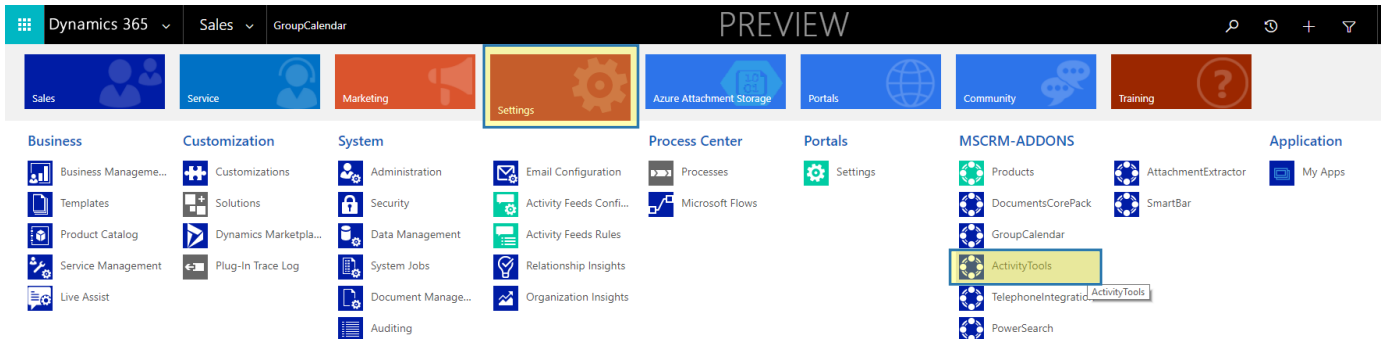 Dynamics 365 Sales GroupCalendar PREVIEW
Sales Service Marketing Settings Azure Attachment Storage Portals Community Training
Business Customization System Process Center Portals MSCRM-ADDONS Application
Business Manageme... Customizations Administration Email Configuration Processes Settings Products AttachmentExtractor My Apps
Templates Solutions Security Activity Feeds Confi... Microsoft Flows DocumentsCorePack SmartBar
Product Catalog Dynamics Marketpla... Data Management Activity Feeds Rules GroupCalendar
Service Management Plug-In Trace Log System Jobs Relationship Insights ActivityTools
Live Assist Document Manage... Organization Insights TelephoneIntegratio ActivityTools
Auditing PowerSearch